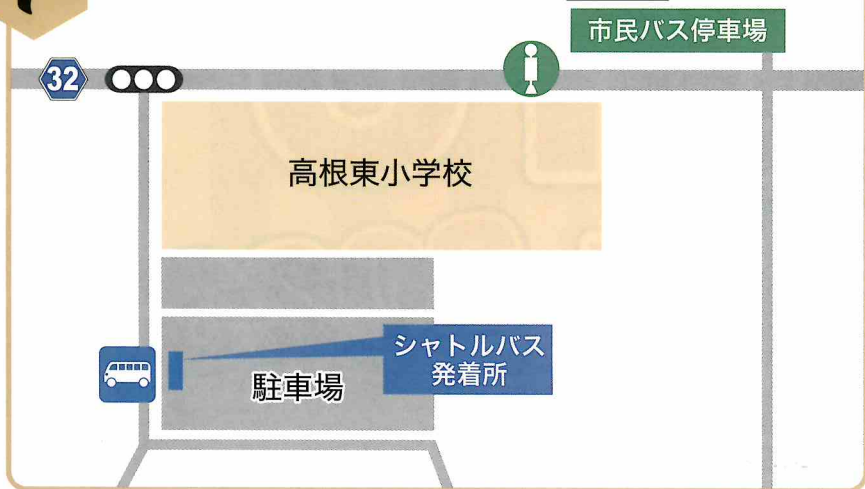 市民バス停車場
32
高根東小学校
シャトルバス
発着所
駐車場